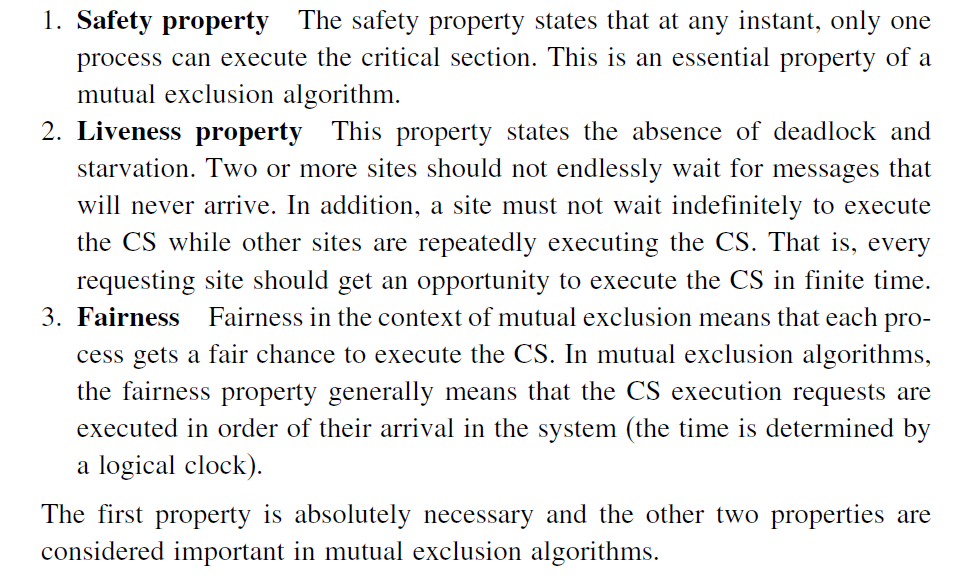 1. Safety property The safety property states that at any instant, only one
process can execute the critical section. This is an essential property of a
mutual exclusion algorithm.
2. Liveness property This property states the absence of deadlock and
starvation. Two or more sites should not endlessly wait for messages that
will never arrive. In addition, a site must not wait indefinitely to execute
the CS while other sites are repeatedly executing the CS. That is, every
requesting site should get an opportunity to execute the CS in finite time.
3. Fairness Fairness in the context of mutual exclusion means that each pro-
cess gets a fair chance to execute the CS. In mutual exclusion algorithms,
the fairness property generally means that the CS execution requests are
executed in order of their arrival in the system (the time is determined by
a logical clock).
The first property is absolutely necessary and the other two properties are
considered important in mutual exclusion algorithms.